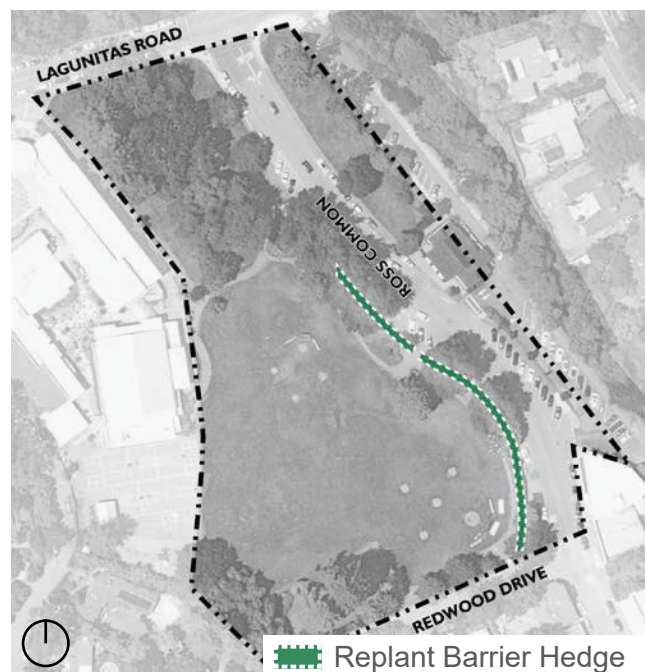 LAGUNITAS ROAD
ROSS COMMON
REDWOOD DRIVE
Replant Barrier Hedge